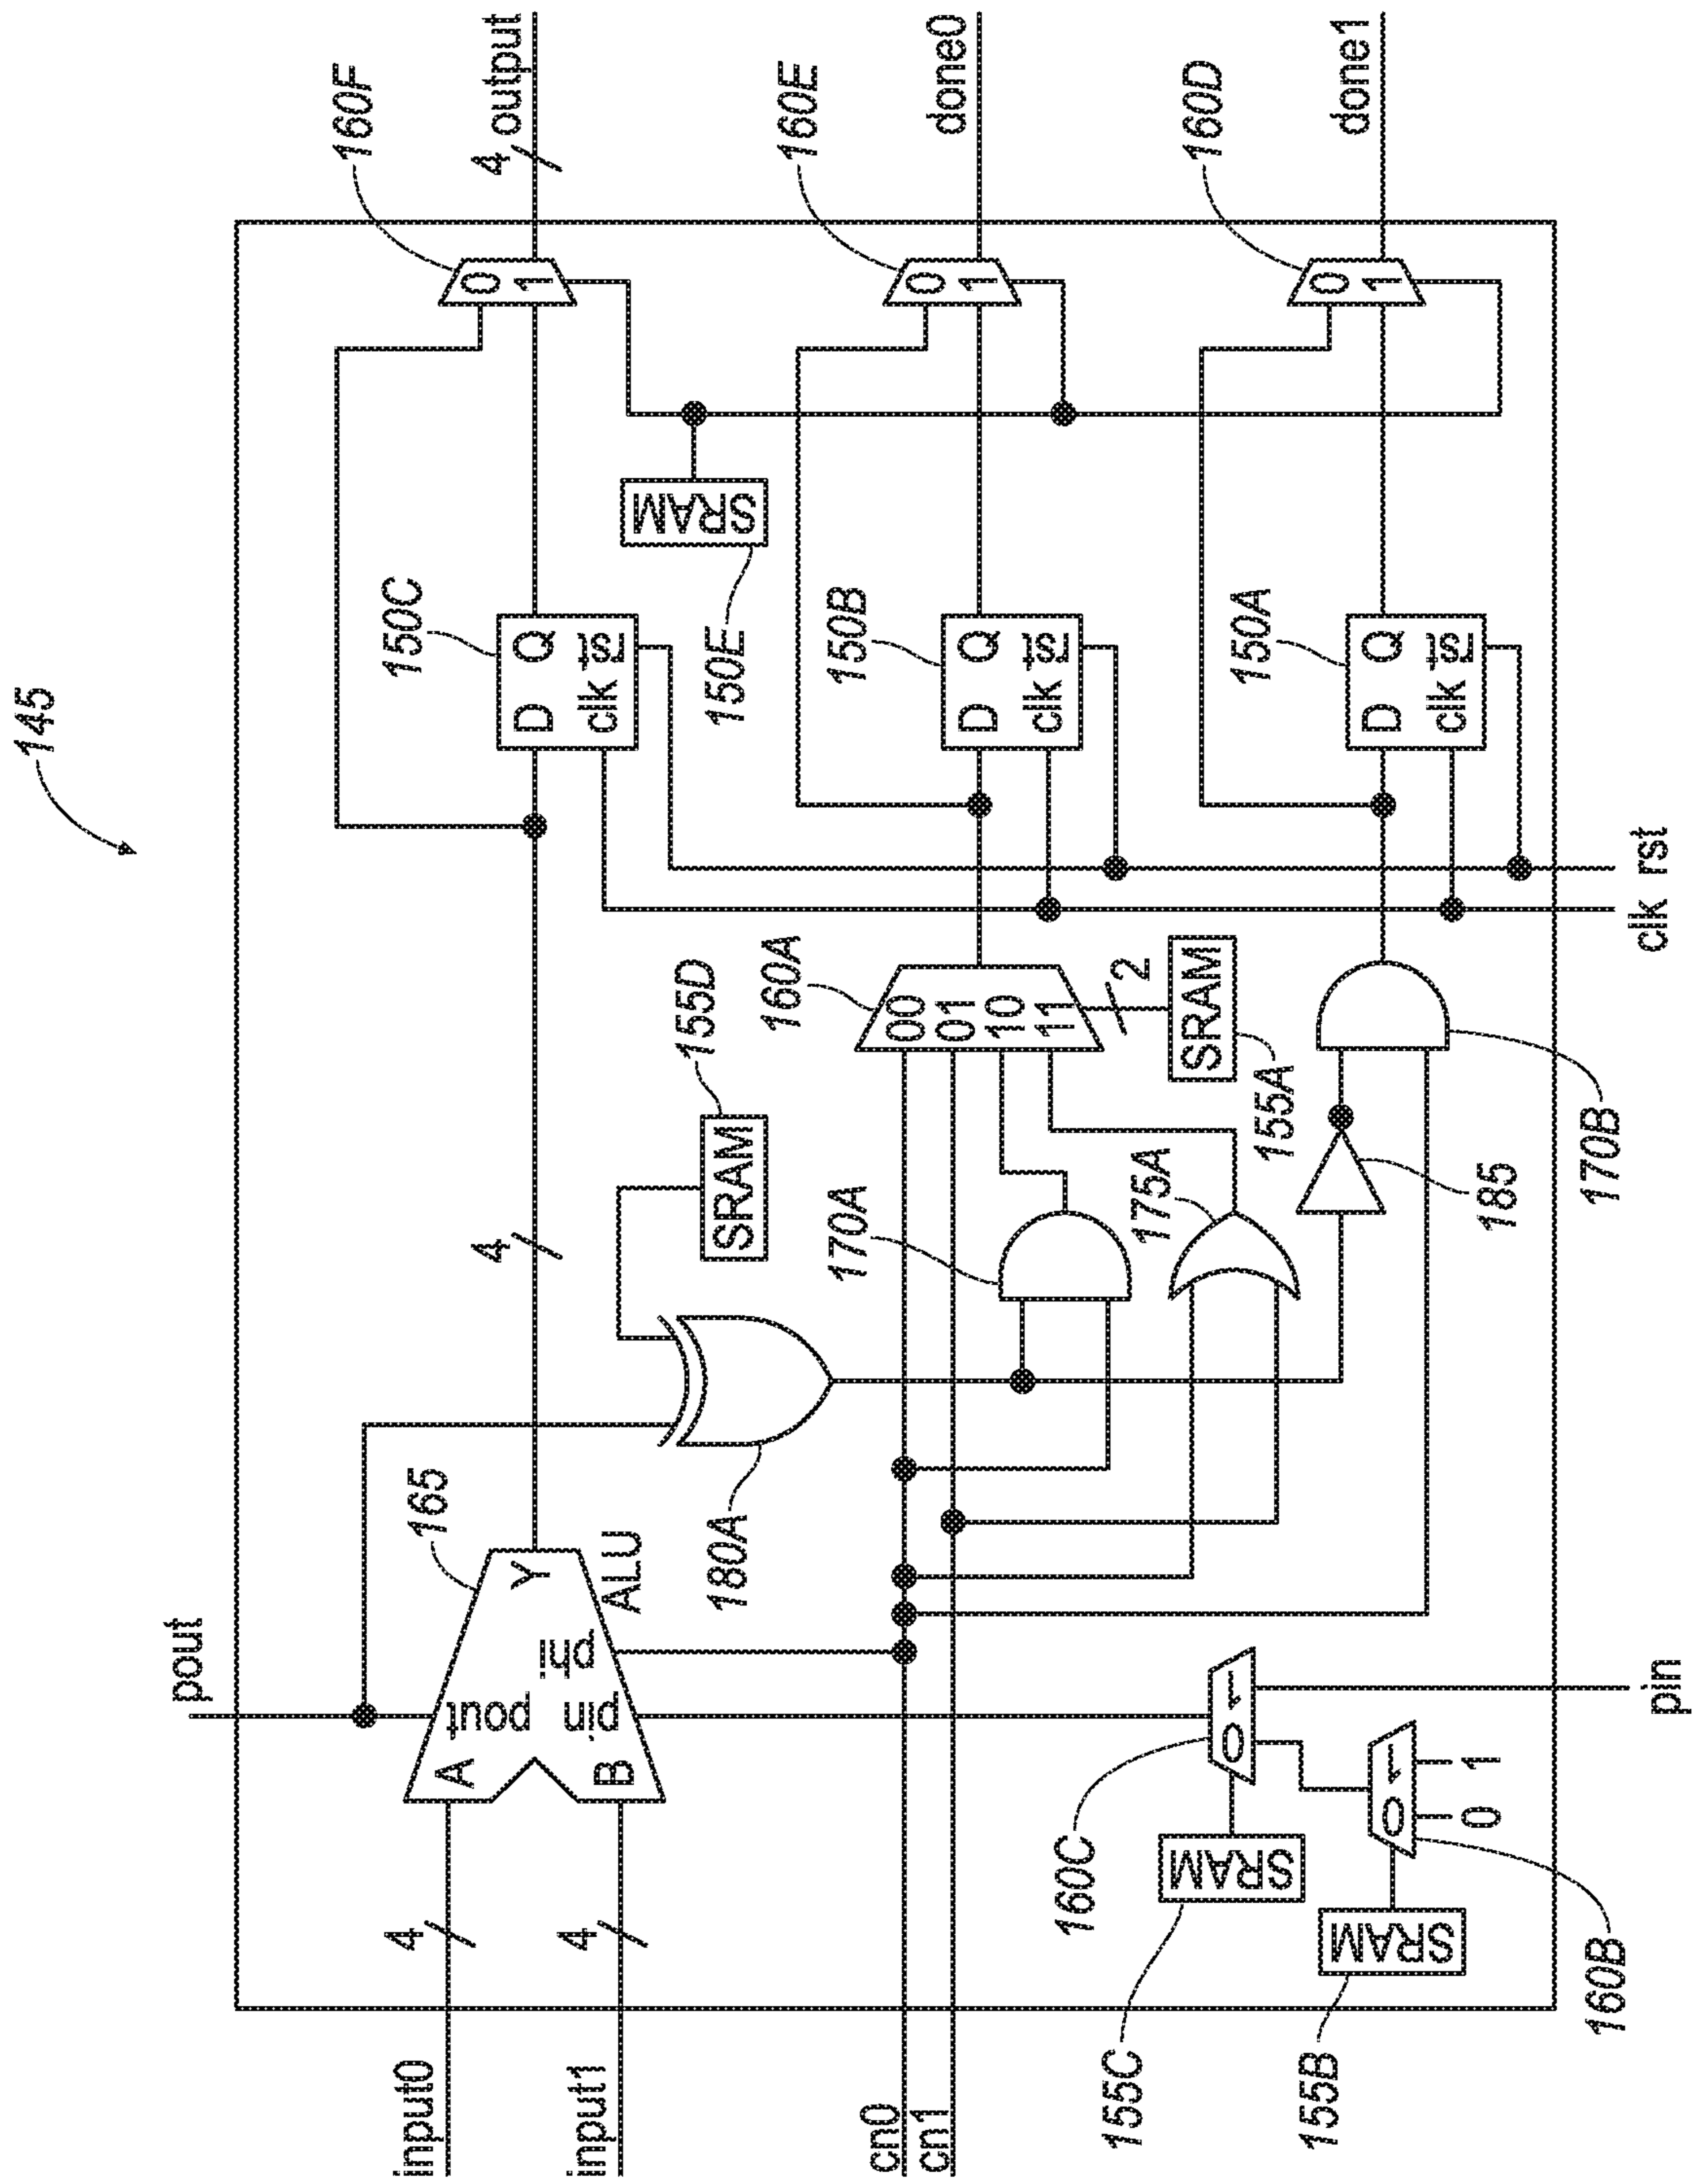 145
pout
165
A
pout
Y
B
pin
phi
ALU
input0
4
input1
4
4
4 output
160F
0
1
150C
D Q
clk rst
SRAM
150E
155D
SRAM
180A
cn0
cn1
160A
00
01
10
11
2
SRAM
155A
170A
175A
150B
D Q
clk rst
160E
0
1
done0
150A
D Q
clk rst
160D
0
1
done1
185
170B
160C
0 1
SRAM
155C
0 1
0 1
SRAM
155B
160B
pin
clk rst